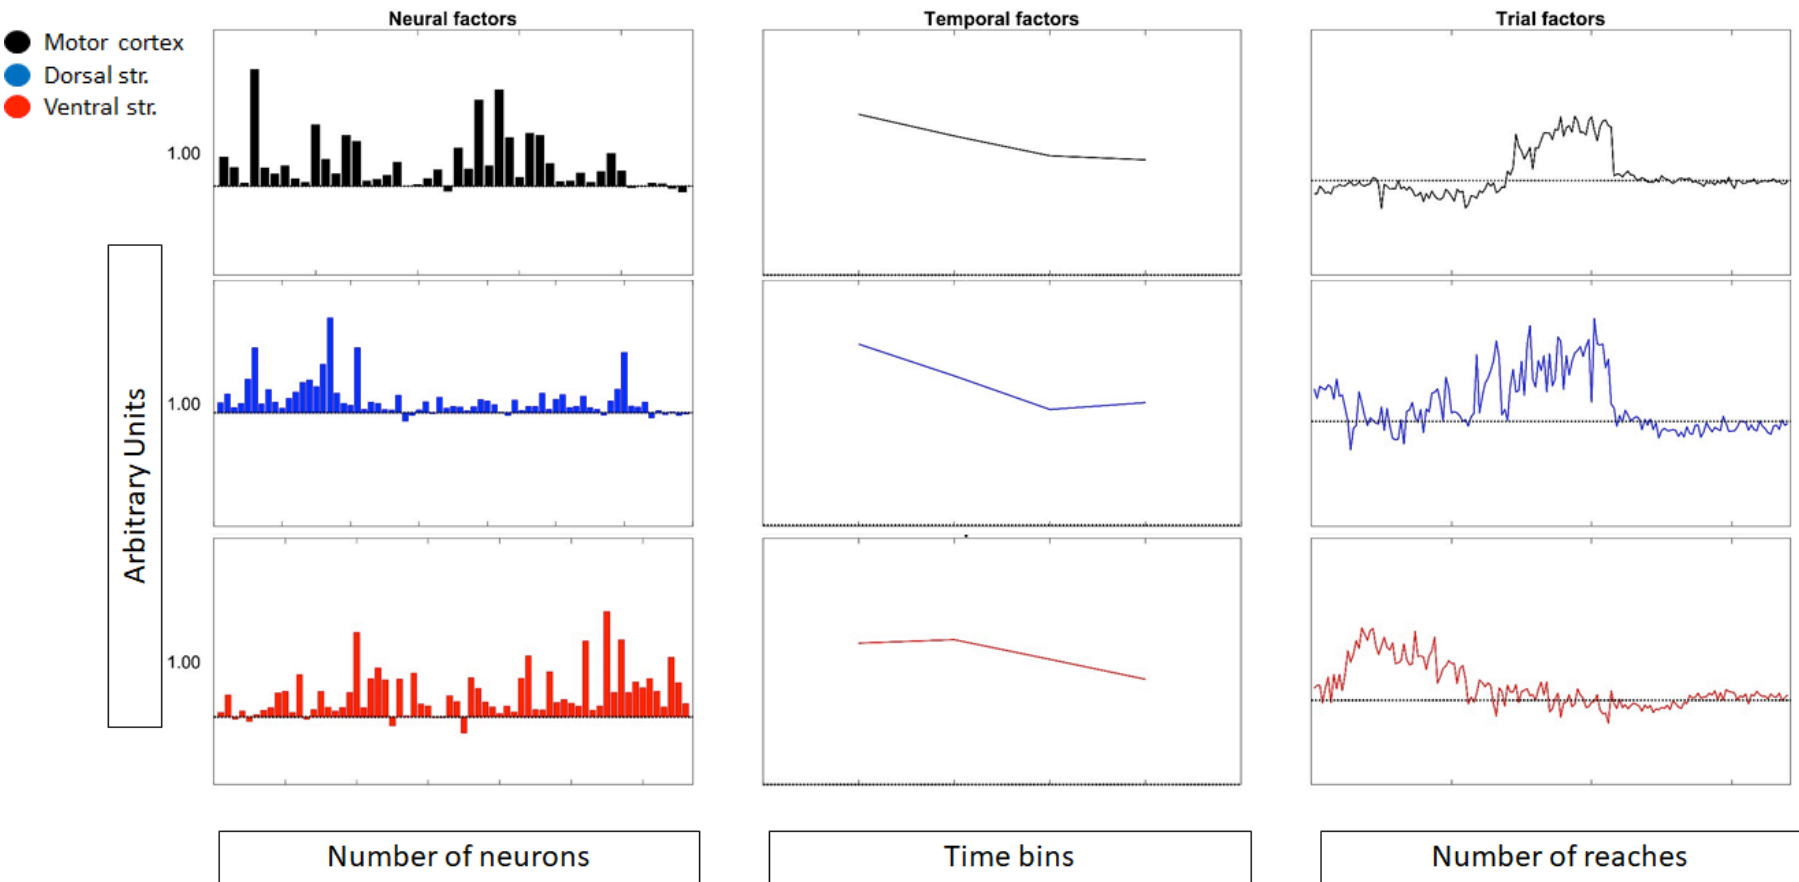 Neural factors
Temporal factors
Trial factors
Motor cortex
Dorsal str.
Ventral str.
1.00
1.00
1.00
Arbitrary Units
Number of neurons
Time bins
Number of reaches